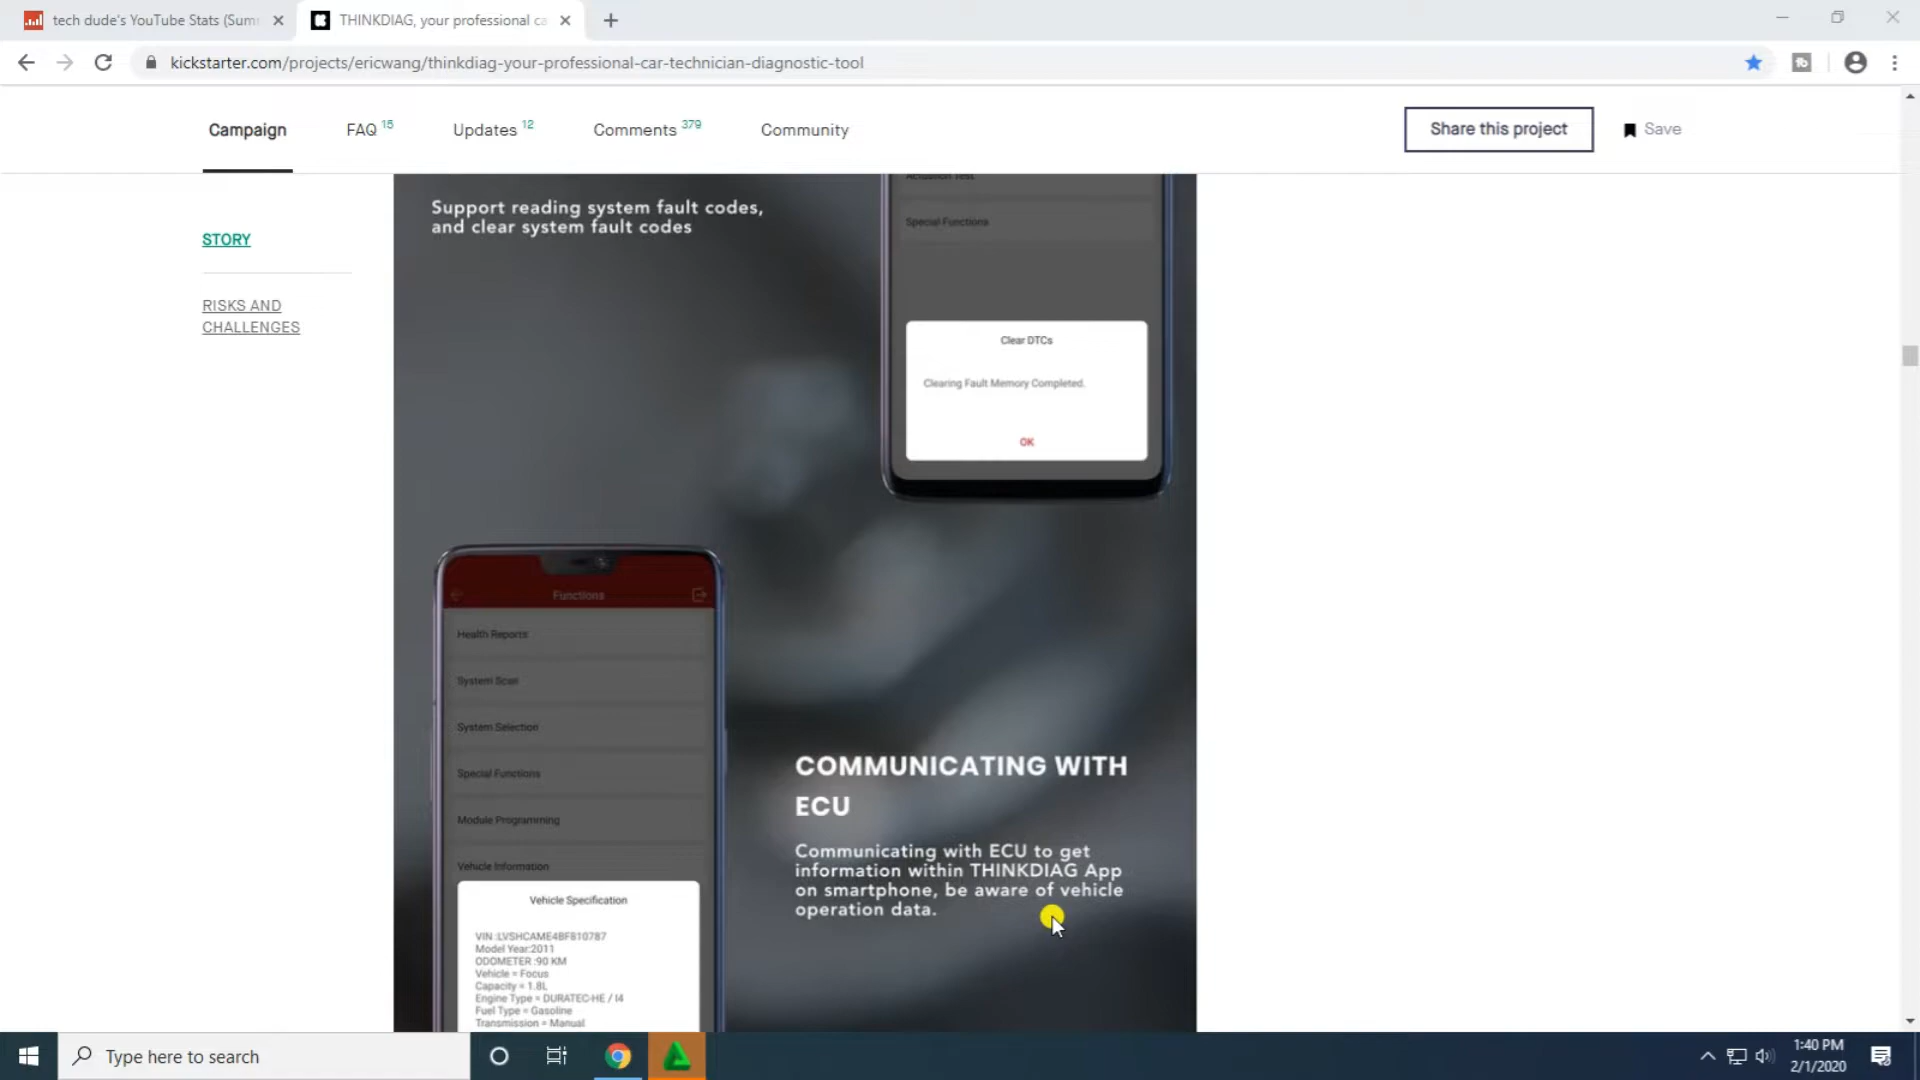 tech dude's YouTube Stats (Sum
THINKDIAG, your professional ca
kickstarter.com/projects/ericwang/thinkdiag-your-professional-car-technician-diagnostic-tool
Campaign
FAQ 15
Updates 12
Comments 379
Community
Share this project
Save
STORY
RISKS AND
CHALLENGES
Support reading system fault codes,
and clear system fault codes
Actuation Test
Special Functions
Clear DTCs
Clearing Fault Memory Completed.
OK
Functions
Health Reports
System Scan
System Selection
Special Functions
Module Programming
Vehicle Information
Vehicle Specification
VIN :LVSHCAME4BF810787
Model Year:2011
ODOMETER :90 KM
Vehicle = Focus
Capacity = 1.8L
Engine Type = DURATEC-HE / I4
Fuel Type = Gasoline
Transmission = Manual
COMMUNICATING WITH
ECU
Communicating with ECU to get
information within THINKDIAG App
on smartphone, be aware of vehicle
operation data.
Type here to search
1:40 PM
2/1/2020